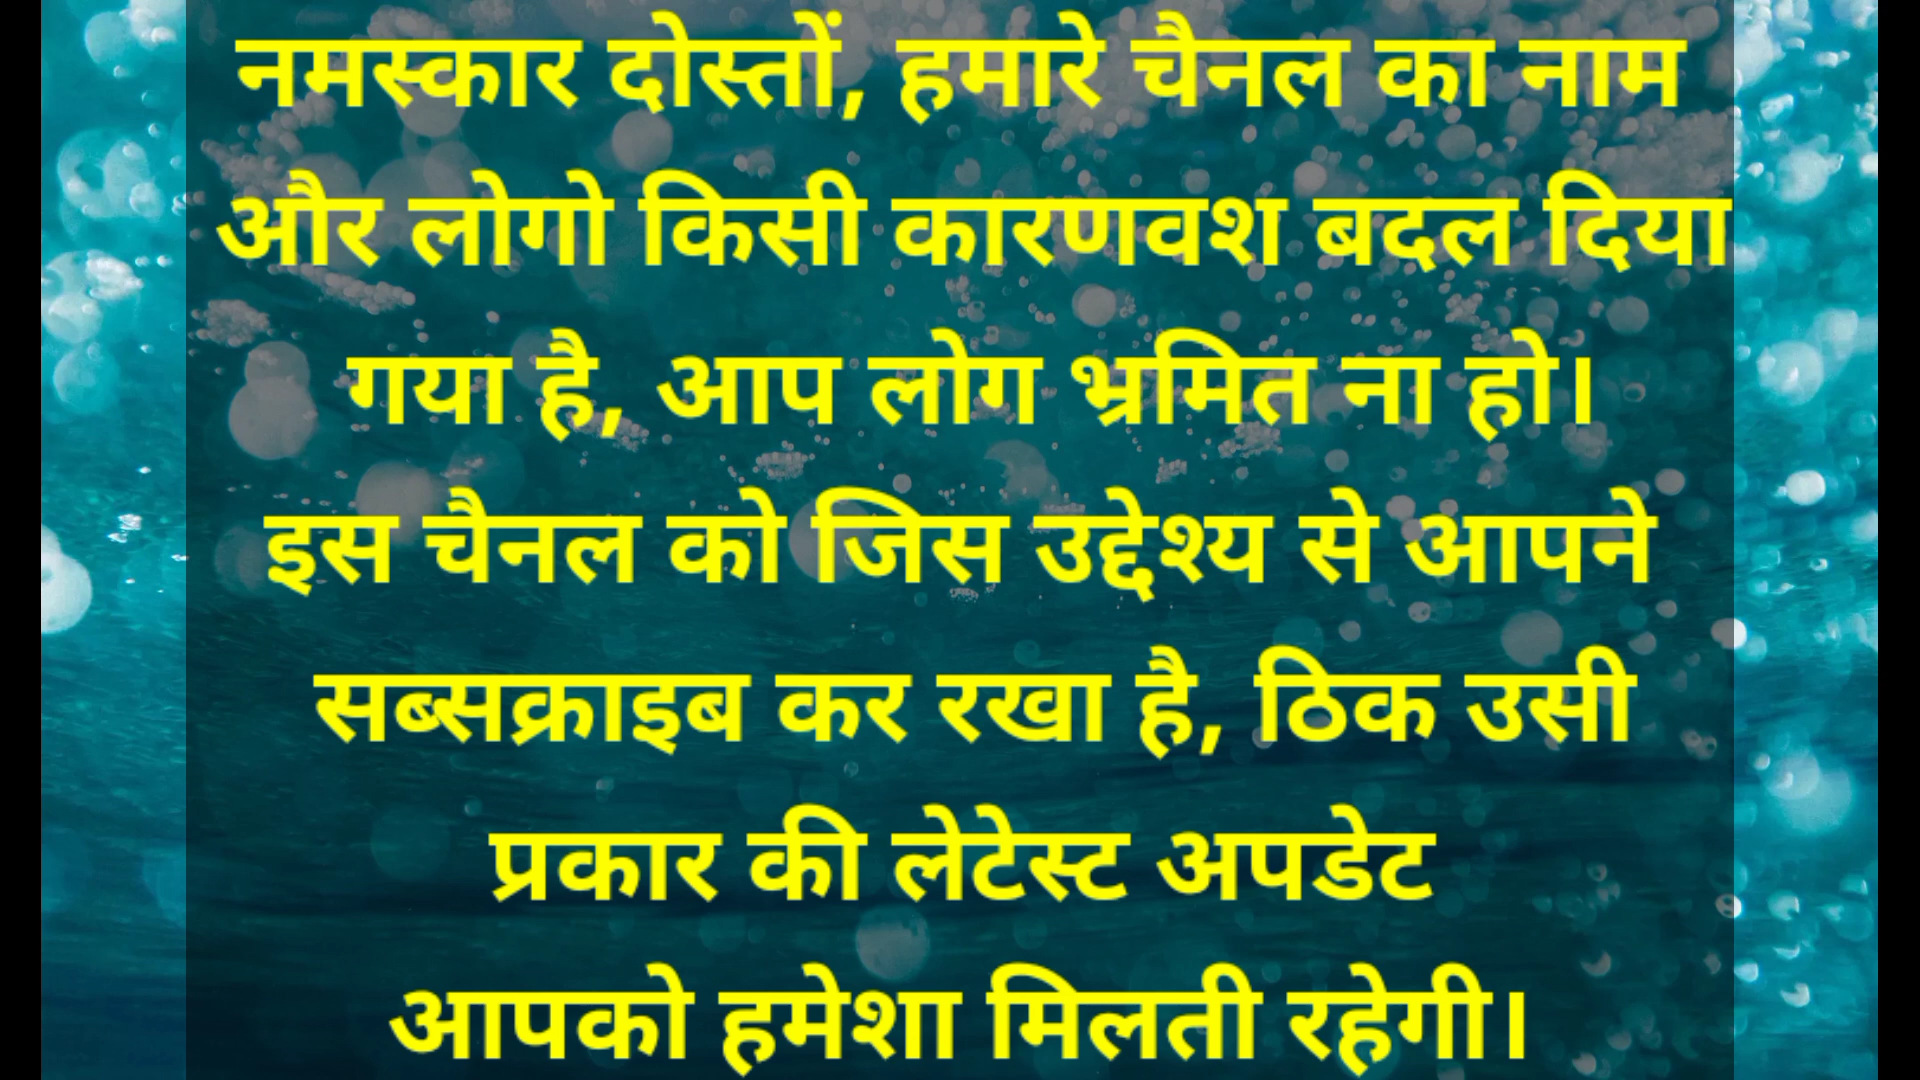 नमस्कार दोस्तों, हमारे चैनल का नाम
और लोगो किसी कारणवश बदल दिया
गया है, आप लोग भ्रमित ना हो।
इस चैनल को जिस उद्देश्य से आपने
सब्सक्राइब कर रखा है, ठिक उसी
प्रकार की लेटेस्ट अपडेट
आपको हमेशा मिलती रहेगी।